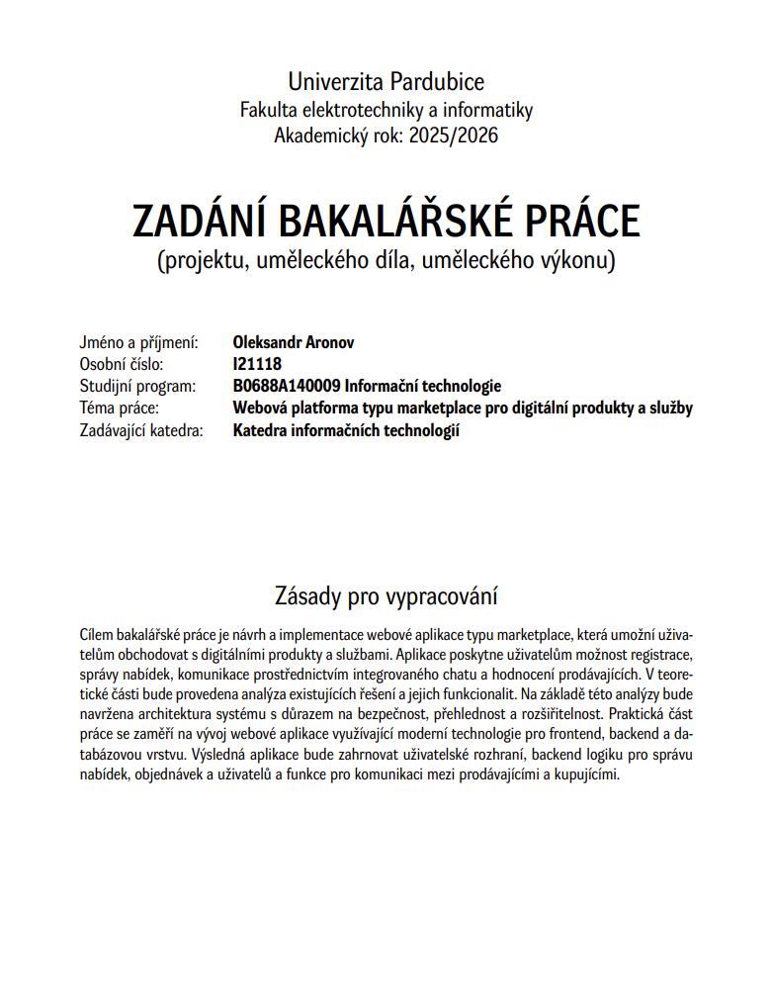 Univerzita Pardubice
Fakulta elektrotechniky a informatiky
Akademický rok: 2025/2026
ZADÁNÍ BAKALÁŘSKÉ PRÁCE
(projektu, uměleckého díla, uměleckého výkonu)
Jméno a příjmení: Oleksandr Aronov
Osobní číslo: I21118
Studijní program: B0688A140009 Informační technologie
Téma práce: Webová platforma typu marketplace pro digitální produkty a služby
Zadávající katedra: Katedra informačních technologií
Zásady pro vypracování
Cílem bakalářské práce je návrh a implementace webové aplikace typu marketplace, která umožní uživa-
telům obchodovat s digitálními produkty a službami. Aplikace poskytne uživatelům možnost registrace,
správy nabídek, komunikace prostřednictvím integrovaného chatu a hodnocení prodávajících. V teore-
tické části bude provedena analýza existujících řešení a jejich funkcionalit. Na základě této analýzy bude
navržena architektura systému s důrazem na bezpečnost, přehlednost a rozšiřitelnost. Praktická část
práce se zaměří na vývoj webové aplikace využívající moderní technologie pro frontend, backend a da-
tabázovou vrstvu. Výsledná aplikace bude zahrnovat uživatelské rozhraní, backend logiku pro správu
nabídek, objednávek a uživatelů a funkce pro komunikaci mezi prodávajícími a kupujícími.